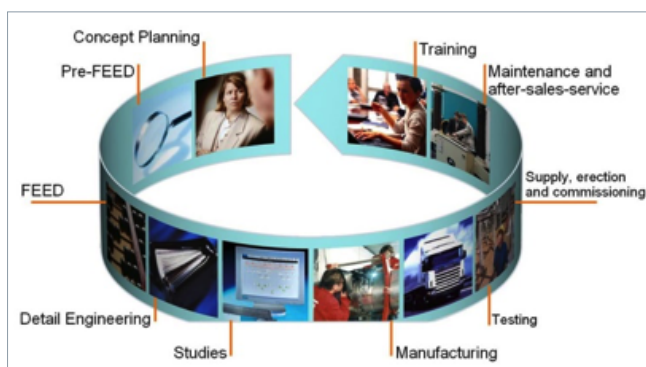 Concept Planning
Pre-FEED
FEED
Detail Engineering
Studies
Manufacturing
Testing
Supply, erection
and commissioning
Maintenance and
after-sales-service
Training